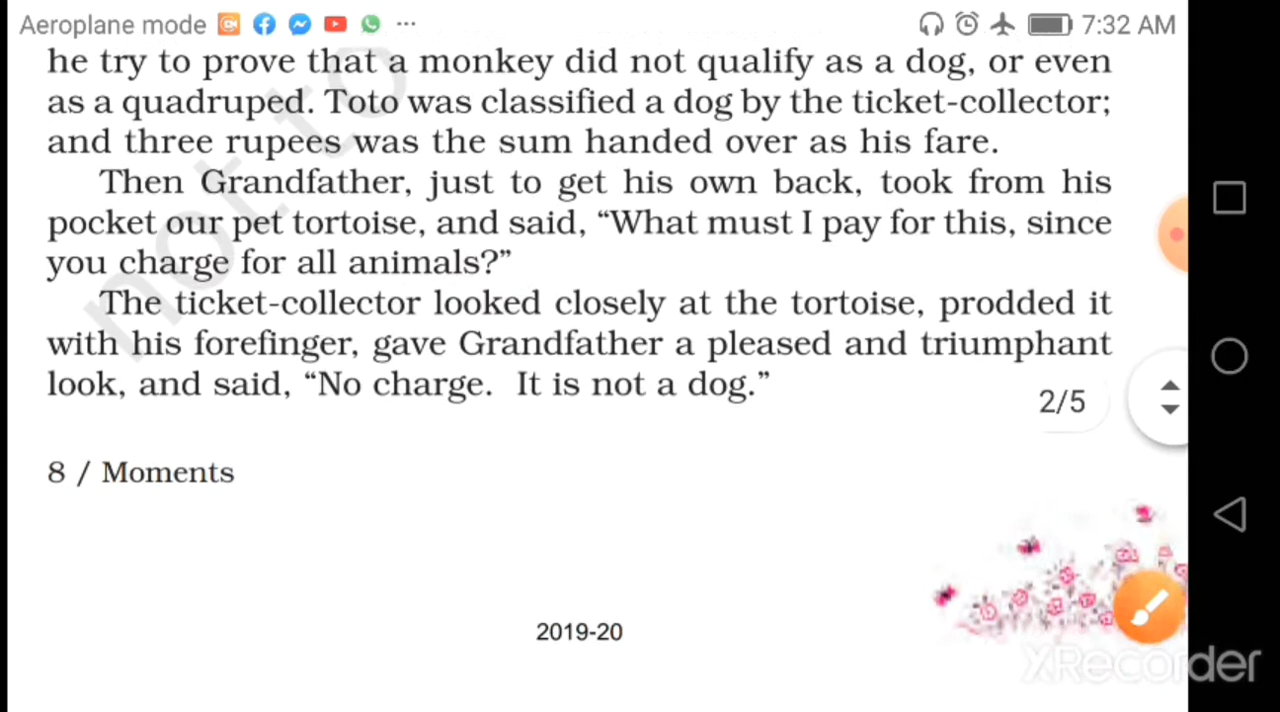 Aeroplane mode ... 7:32 AM
he try to prove that a monkey did not qualify as a dog, or even
as a quadruped. Toto was classified a dog by the ticket-collector;
and three rupees was the sum handed over as his fare.
Then Grandfather, just to get his own back, took from his
pocket our pet tortoise, and said, “What must I pay for this, since
you charge for all animals?”
The ticket-collector looked closely at the tortoise, prodded it
with his forefinger, gave Grandfather a pleased and triumphant
look, and said, “No charge. It is not a dog.”
2/5
8 / Moments
2019-20
not to
XRecorder